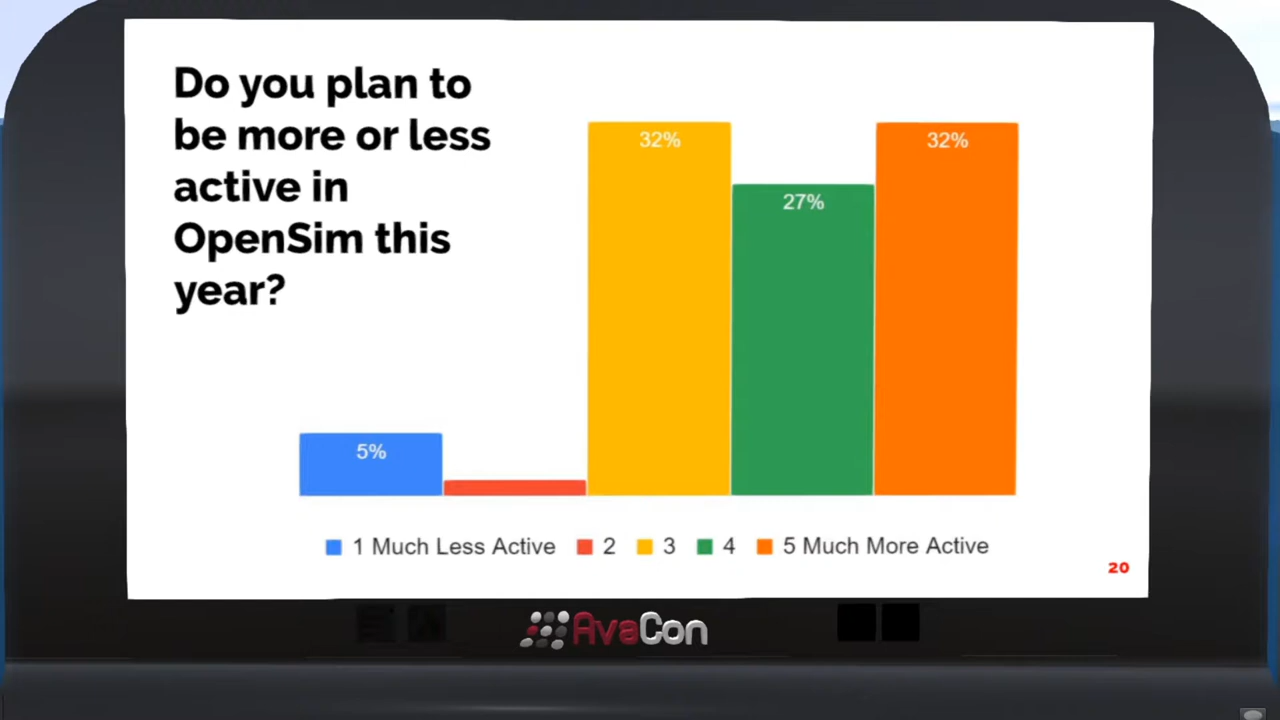 Do you plan to
be more or less
active in
OpenSim this
year?
32%
32%
27%
5%
1 Much Less Active 2 3 4 5 Much More Active
20
AvaCon